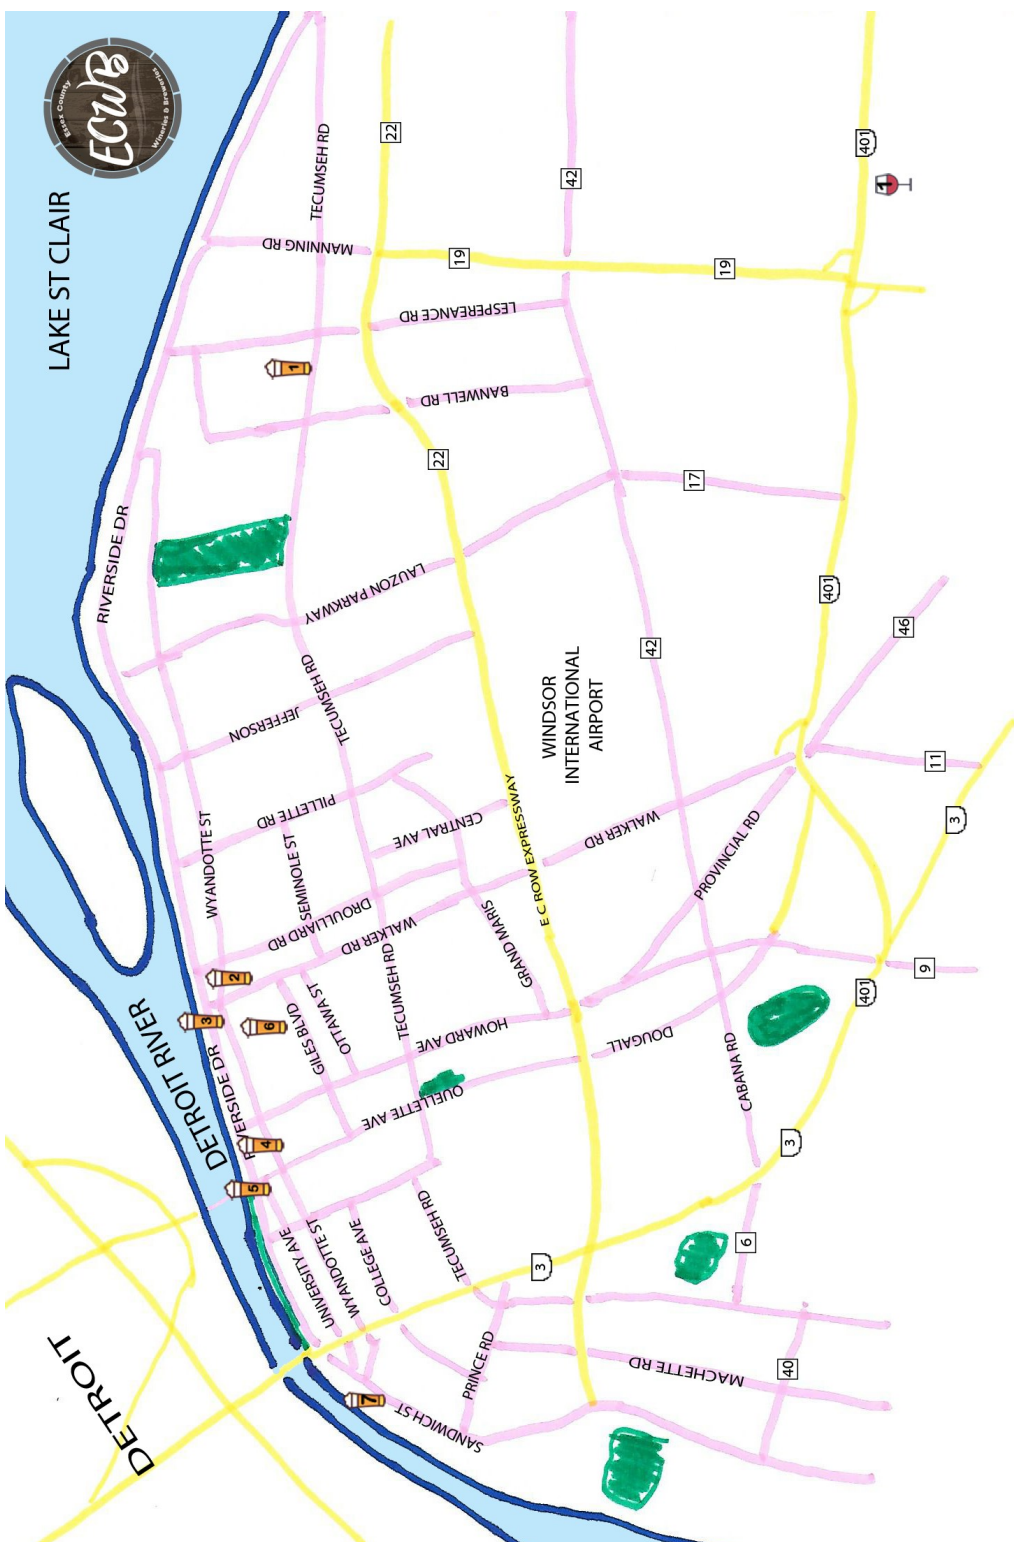 Essex County
ECWB
Wineries & Breweries
LAKE ST CLAIR
TECUMSEH RD
22
42
401
1
MANNING RD
19
19
LESPEREANCE RD
1
BANWELL RD
22
17
RIVERSIDE DR
LAUZON PARKWAY
401
46
42
TECUMSEH RD
JEFFERSON
WINDSOR
INTERNATIONAL
AIRPORT
11
3
PILLETTE RD
WYANDOTTE ST
SEMINOLE ST
CENTRAL AVE
E C ROW EXPRESSWAY
WALKER RD
PROVINCIAL RD
DROULLIARD RD
WALKER RD
GRAND MARIS
TECUMSEH RD
2
9
401
3
6
DETROIT RIVER
OTTAWA ST
GILES BLVD
HOWARD AVE
DOUGALL
CABANA RD
ERSIDE DR
OUELLETTE AVE
4
3
5
UNIVERSITY AVE
WYANDOTTE ST
COLLEGE AVE
TECUMSEH RD
3
6
DETROIT
7
SANDWICH ST
PRINCE RD
MACHETTE RD
40